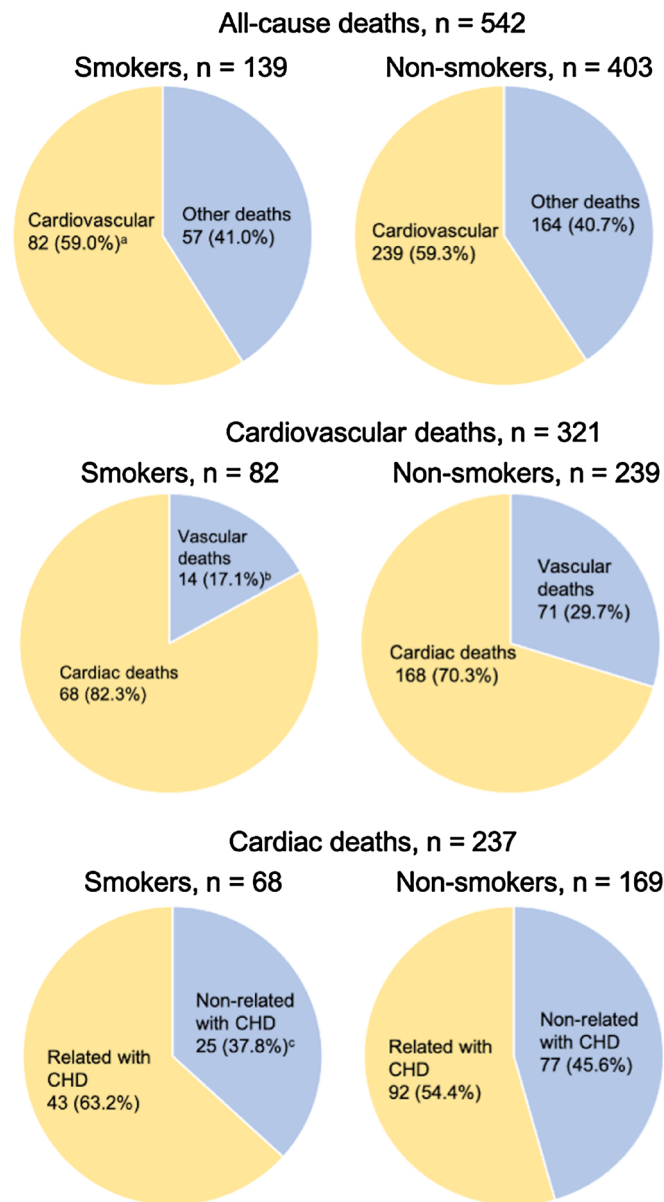 All-cause deaths, n = 542
Smokers, n = 139
Non-smokers, n = 403
Cardiovascular
82 (59.0%)ᵃ
Other deaths
57 (41.0%)
Cardiovascular
239 (59.3%)
Other deaths
164 (40.7%)
Cardiovascular deaths, n = 321
Smokers, n = 82
Non-smokers, n = 239
Vascular
deaths
14 (17.1%)ᵇ
Cardiac deaths
68 (82.3%)
Vascular
deaths
71 (29.7%)
Cardiac deaths
168 (70.3%)
Cardiac deaths, n = 237
Smokers, n = 68
Non-smokers, n = 169
Non-related
with CHD
25 (37.8%)ᶜ
Related with
CHD
43 (63.2%)
Non-related
with CHD
77 (45.6%)
Related with
CHD
92 (54.4%)